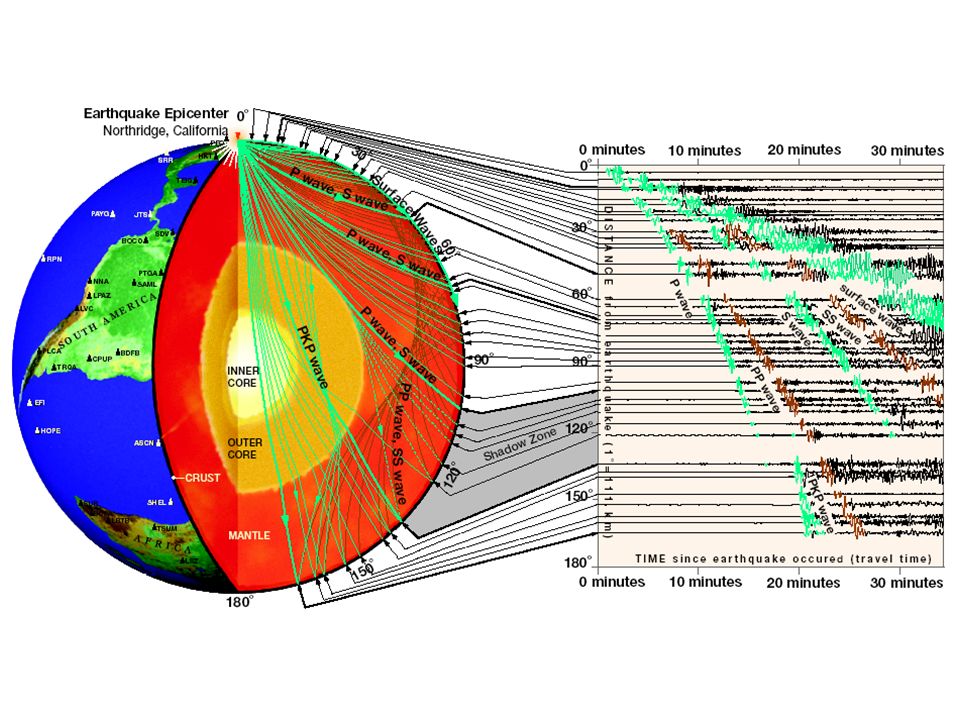 Earthquake Epicenter
Northridge, California
0°
SRR
HKT
TEIG
PAYG
JTS
SDV
BOCO
RPN
PTGA
NNA
SAML
LPAZ
LVC
SOUTH AMERICA
PLCA
CPUP
BDFB
TRQA
EFI
HOPE
ASCN
SHEL
TSUM
AFRICA
CRUST
MANTLE
INNER
CORE
OUTER
CORE
180°
30°
60°
90°
120°
150°
P wave, S wave
Surface Waves
P wave, S wave
P wave, S wave
PKP wave
PP wave, SS wave
Shadow Zone
0 minutes
10 minutes
20 minutes
30 minutes
0°
30°
60°
90°
120°
150°
180°
DISTANCE from earthquake (1°=111 km)
P wave
PP wave
S wave
SS wave
surface wave
PKP wave
TIME since earthquake occured (travel time)
0 minutes
10 minutes
20 minutes
30 minutes